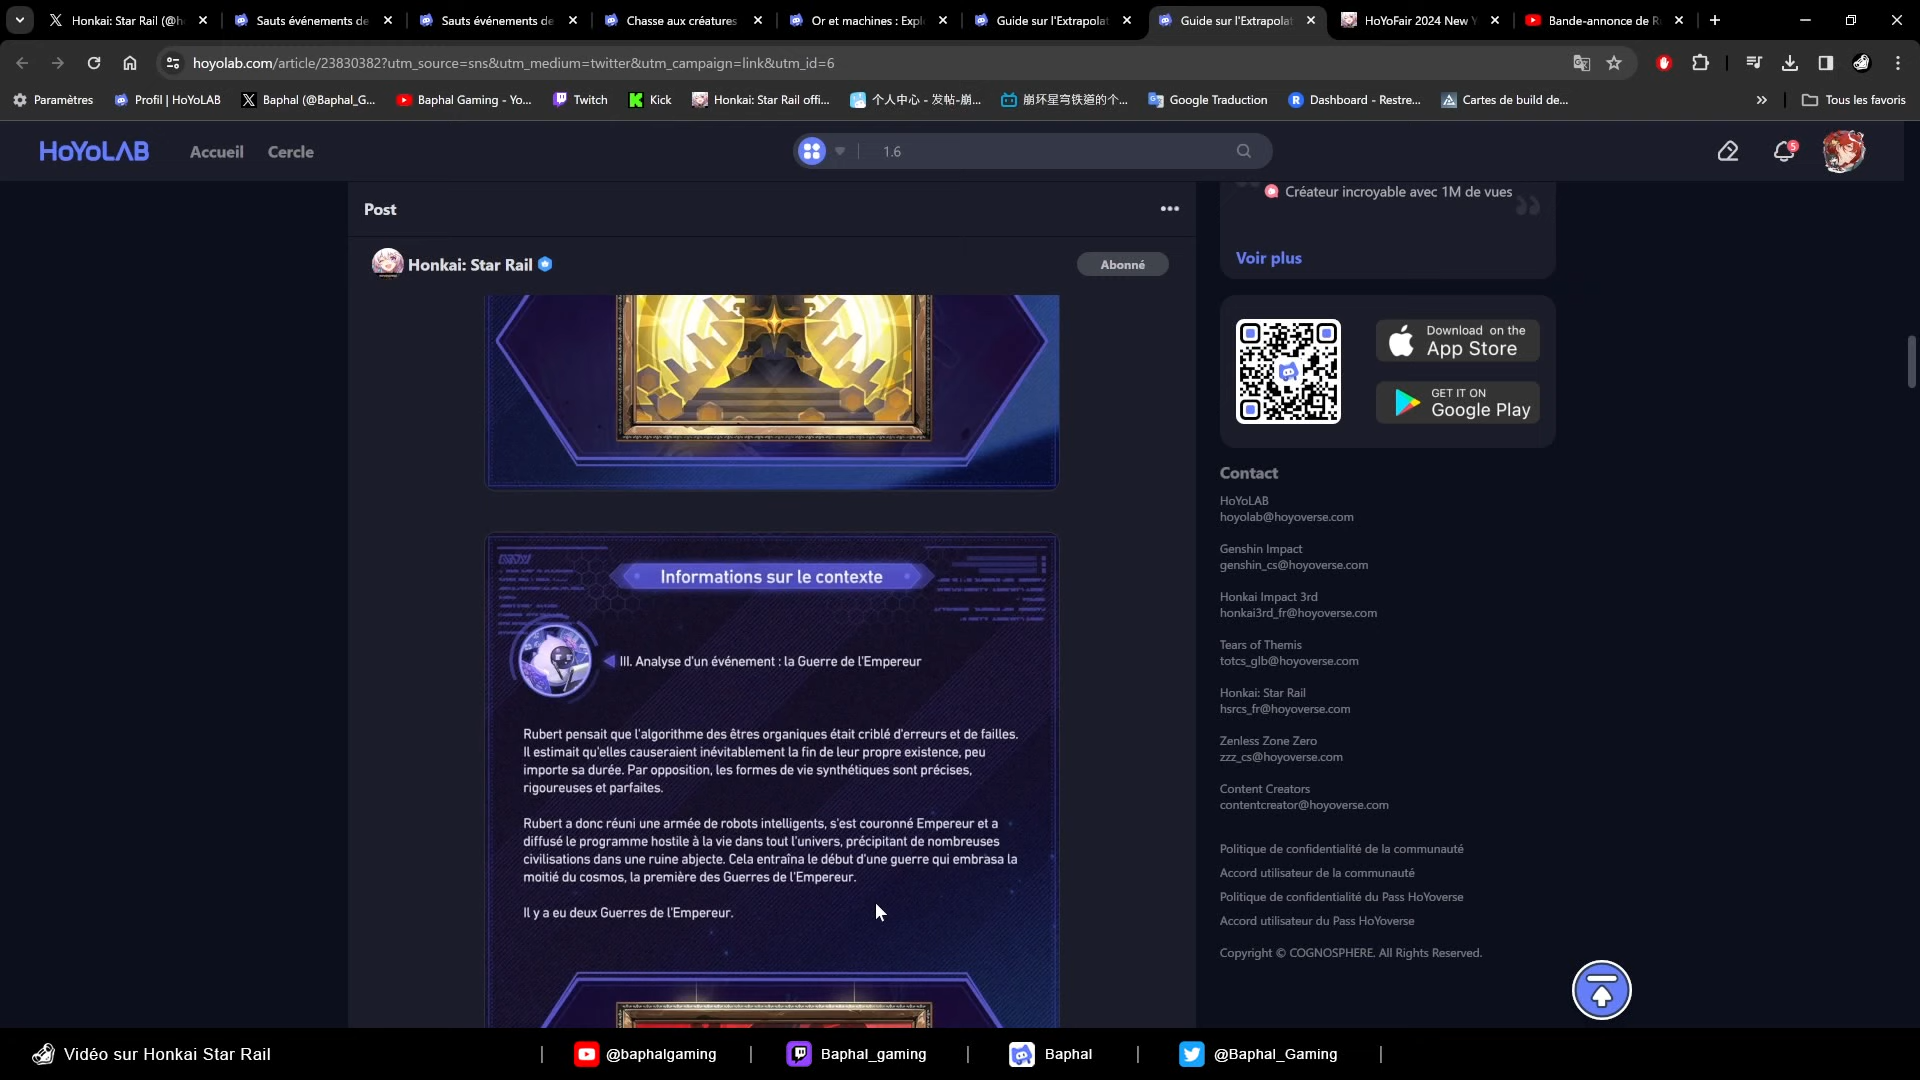 Honkai: Star Rail (@h
Sauts événements de
Sauts événements de
Chasse aux créatures
Or et machines : Expl
Guide sur l'Extrapolat
Guide sur l'Extrapolat
HoYoFair 2024 New Y
Bande-annonce de R
hoyolab.com/article/23830382?utm_source=sns&utm_medium=twitter&utm_campaign=link&utm_id=6
Paramètres
Profil | HoYoLAB
Baphal (@Baphal_G...
Baphal Gaming - Yo...
Twitch
Kick
Honkai: Star Rail offi...
个人中心 - 发帖-崩...
崩坏星穹铁道的个...
Google Traduction
Dashboard - Restre...
Cartes de build de...
Tous les favoris
HoYoLAB
Accueil
Cercle
1.6
5
Post
Honkai: Star Rail
Abonné
Informations sur le contexte
III. Analyse d'un événement : la Guerre de l'Empereur
Rubert pensait que l'algorithme des êtres organiques était criblé d'erreurs et de failles.
Il estimait qu'elles causeraient inévitablement la fin de leur propre existence, peu
importe sa durée. Par opposition, les formes de vie synthétiques sont précises,
rigoureuses et parfaites.
Rubert a donc réuni une armée de robots intelligents, s'est couronné Empereur et a
diffusé le programme hostile à la vie dans tout l'univers, précipitant de nombreuses
civilisations dans une ruine abjecte. Cela entraîna le début d'une guerre qui embrasa la
moitié du cosmos, la première des Guerres de l'Empereur.
Il y a eu deux Guerres de l'Empereur.
Créateur incroyable avec 1M de vues
Voir plus
Download on the
App Store
GET IT ON
Google Play
Contact
HoYoLAB
hoyolab@hoyoverse.com
Genshin Impact
genshin_cs@hoyoverse.com
Honkai Impact 3rd
honkai3rd_fr@hoyoverse.com
Tears of Themis
totcs_glb@hoyoverse.com
Honkai: Star Rail
hsrcs_fr@hoyoverse.com
Zenless Zone Zero
zzz_cs@hoyoverse.com
Content Creators
contentcreator@hoyoverse.com
Politique de confidentialité de la communauté
Accord utilisateur de la communauté
Politique de confidentialité du Pass HoYoverse
Accord utilisateur du Pass HoYoverse
Copyright © COGNOSPHERE. All Rights Reserved.
Vidéo sur Honkai Star Rail
@baphalgaming
Baphal_gaming
Baphal
@Baphal_Gaming